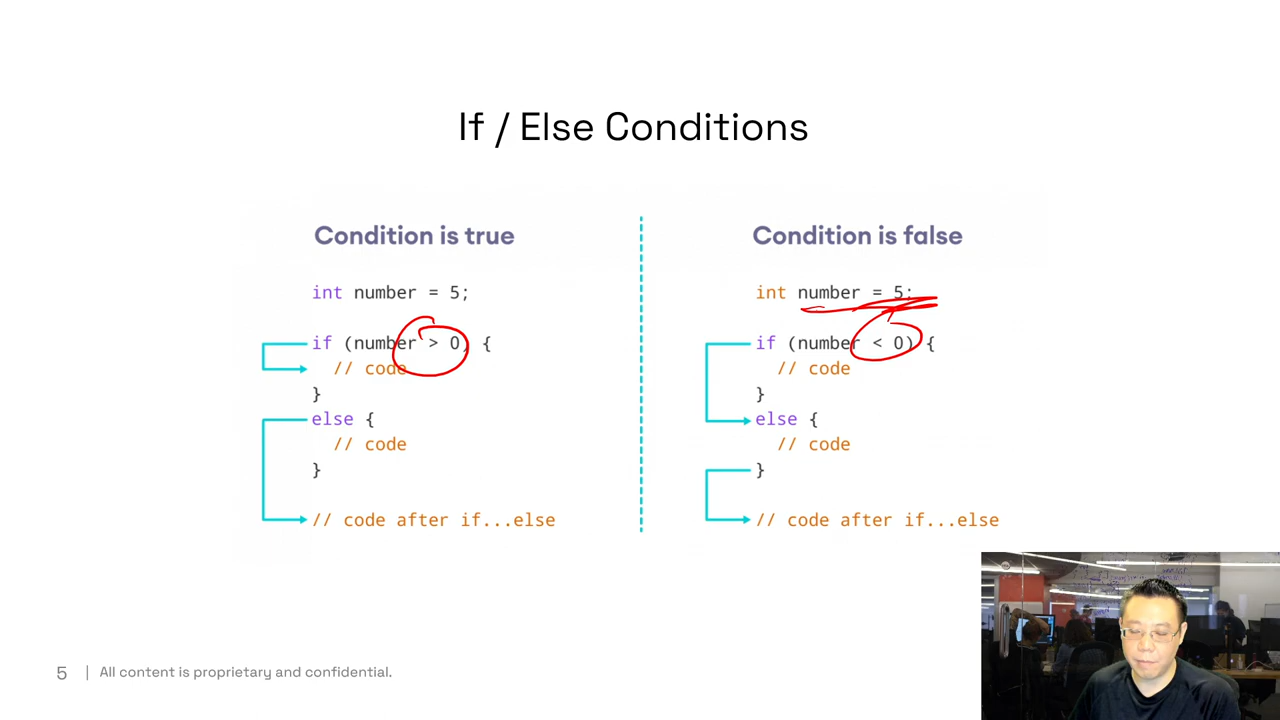 If / Else Conditions
Condition is true
int number = 5;
if (number > 0) {
// code
}
else {
// code
}
// code after if...else
Condition is false
int number = 5;
if (number < 0) {
// code
}
else {
// code
}
// code after if...else
5 | All content is proprietary and confidential.